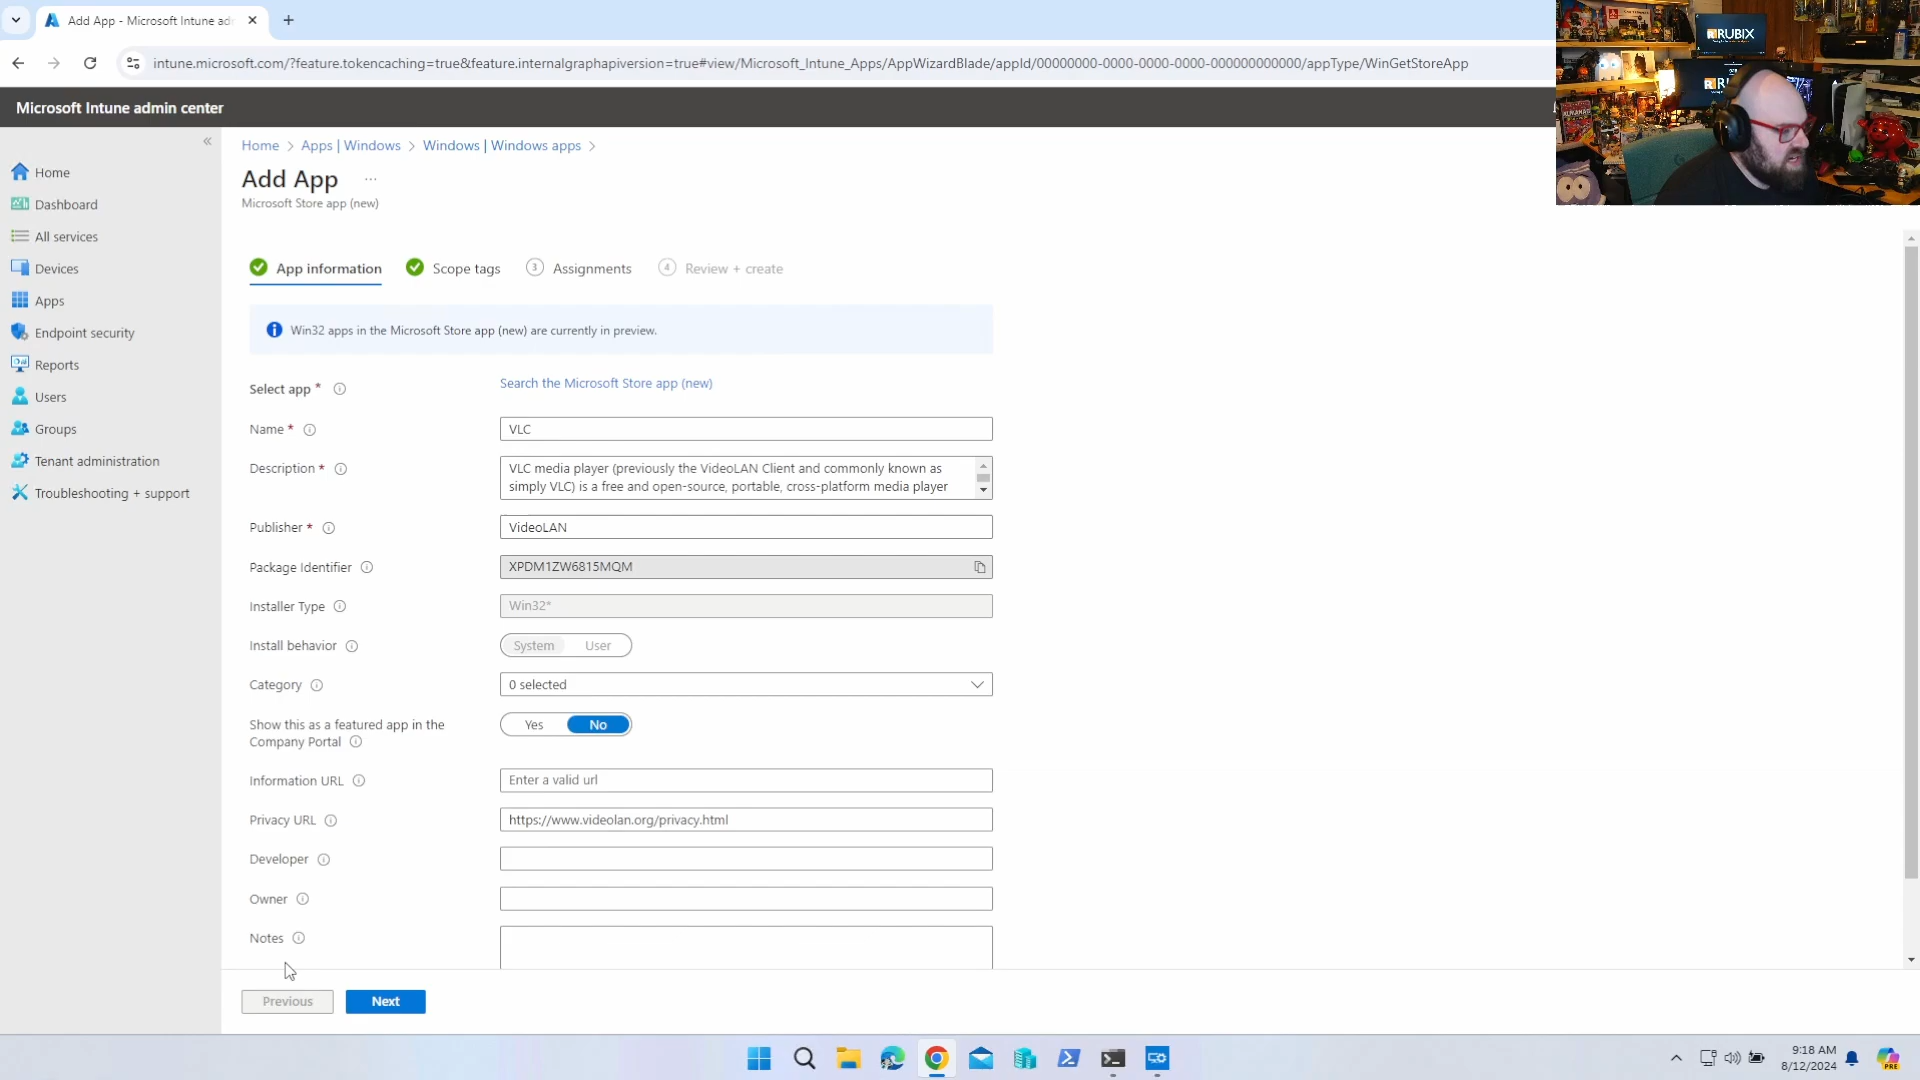 Add App - Microsoft Intune adm
intune.microsoft.com/?feature.tokencaching=true&feature.internalgraphapiversion=true#view/Microsoft_Intune_Apps/AppWizardBlade/appId/00000000-0000-0000-0000-000000000000/appType/WinGetStoreApp
RUBIX
Microsoft Intune admin center
Home > Apps | Windows > Windows | Windows apps >
Add App ...
Microsoft Store app (new)
Home
Dashboard
All services
Devices
Apps
Endpoint security
Reports
Users
Groups
Tenant administration
Troubleshooting + support
App information
Scope tags
3 Assignments
4 Review + create
Win32 apps in the Microsoft Store app (new) are currently in preview.
Select app *
Search the Microsoft Store app (new)
Name *
VLC
Description *
VLC media player (previously the VideoLAN Client and commonly known as
simply VLC) is a free and open-source, portable, cross-platform media player
Publisher *
VideoLAN
Package Identifier
XPDM1ZW6815MQM
Installer Type
Win32*
Install behavior
System User
Category
0 selected
Show this as a featured app in the
Company Portal
Yes No
Information URL
Enter a valid url
Privacy URL
https://www.videolan.org/privacy.html
Developer
Owner
Notes
Previous
Next
9:18 AM
8/12/2024
PRE